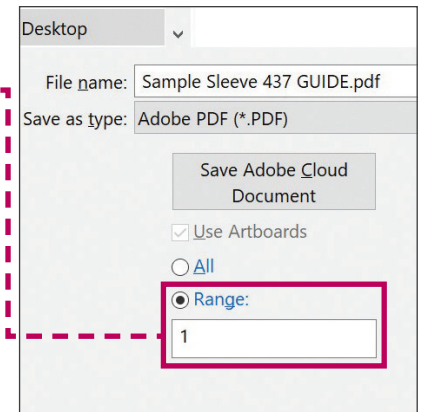 Desktop
File name: Sample Sleeve 437 GUIDE.pdf
Save as type: Adobe PDF (*.PDF)
Save Adobe Cloud
Document
Use Artboards
All
Range:
1